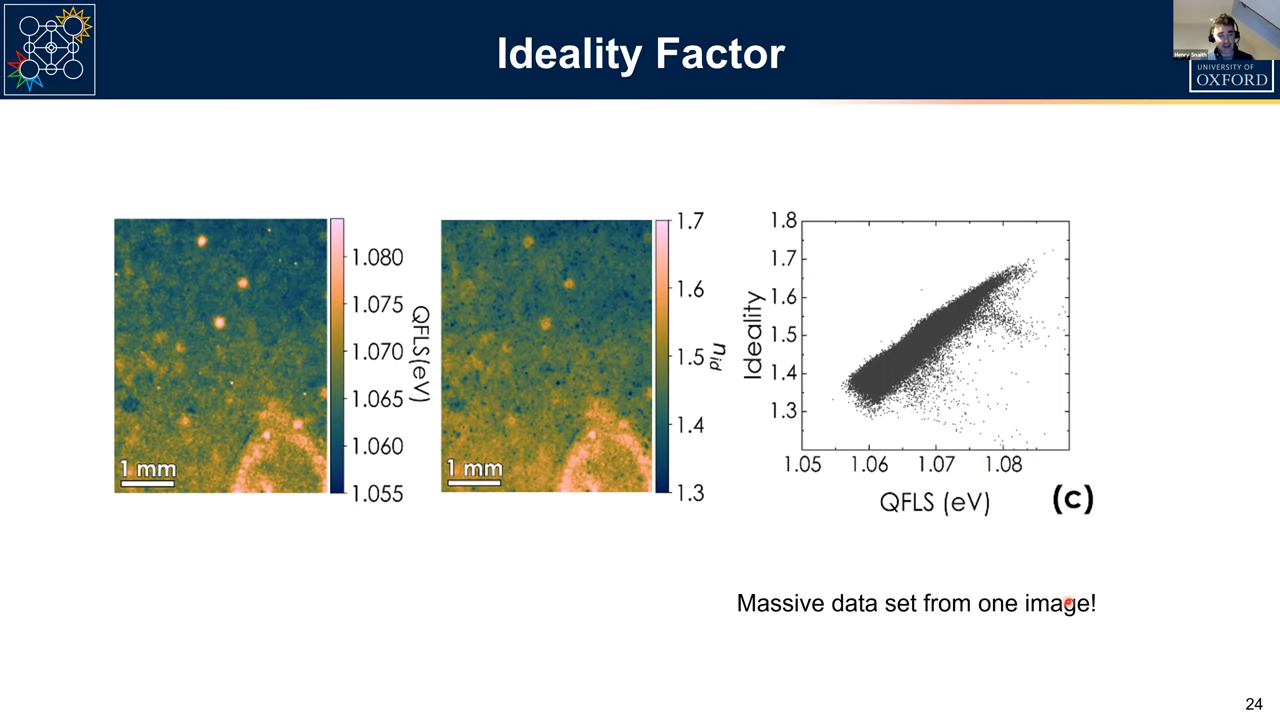 Ideality Factor
Henry Snaith
UNIVERSITY OF
OXFORD
1.080
1.075
1.070
1.065
1.060
1.055
QFLS(eV)
1 mm
1.7
1.6
1.5
1.4
1.3
nid
1 mm
1.8
1.7
1.6
1.5
1.4
1.3
Ideality
1.05 1.06 1.07 1.08
QFLS (eV)
(c)
Massive data set from one image!
24